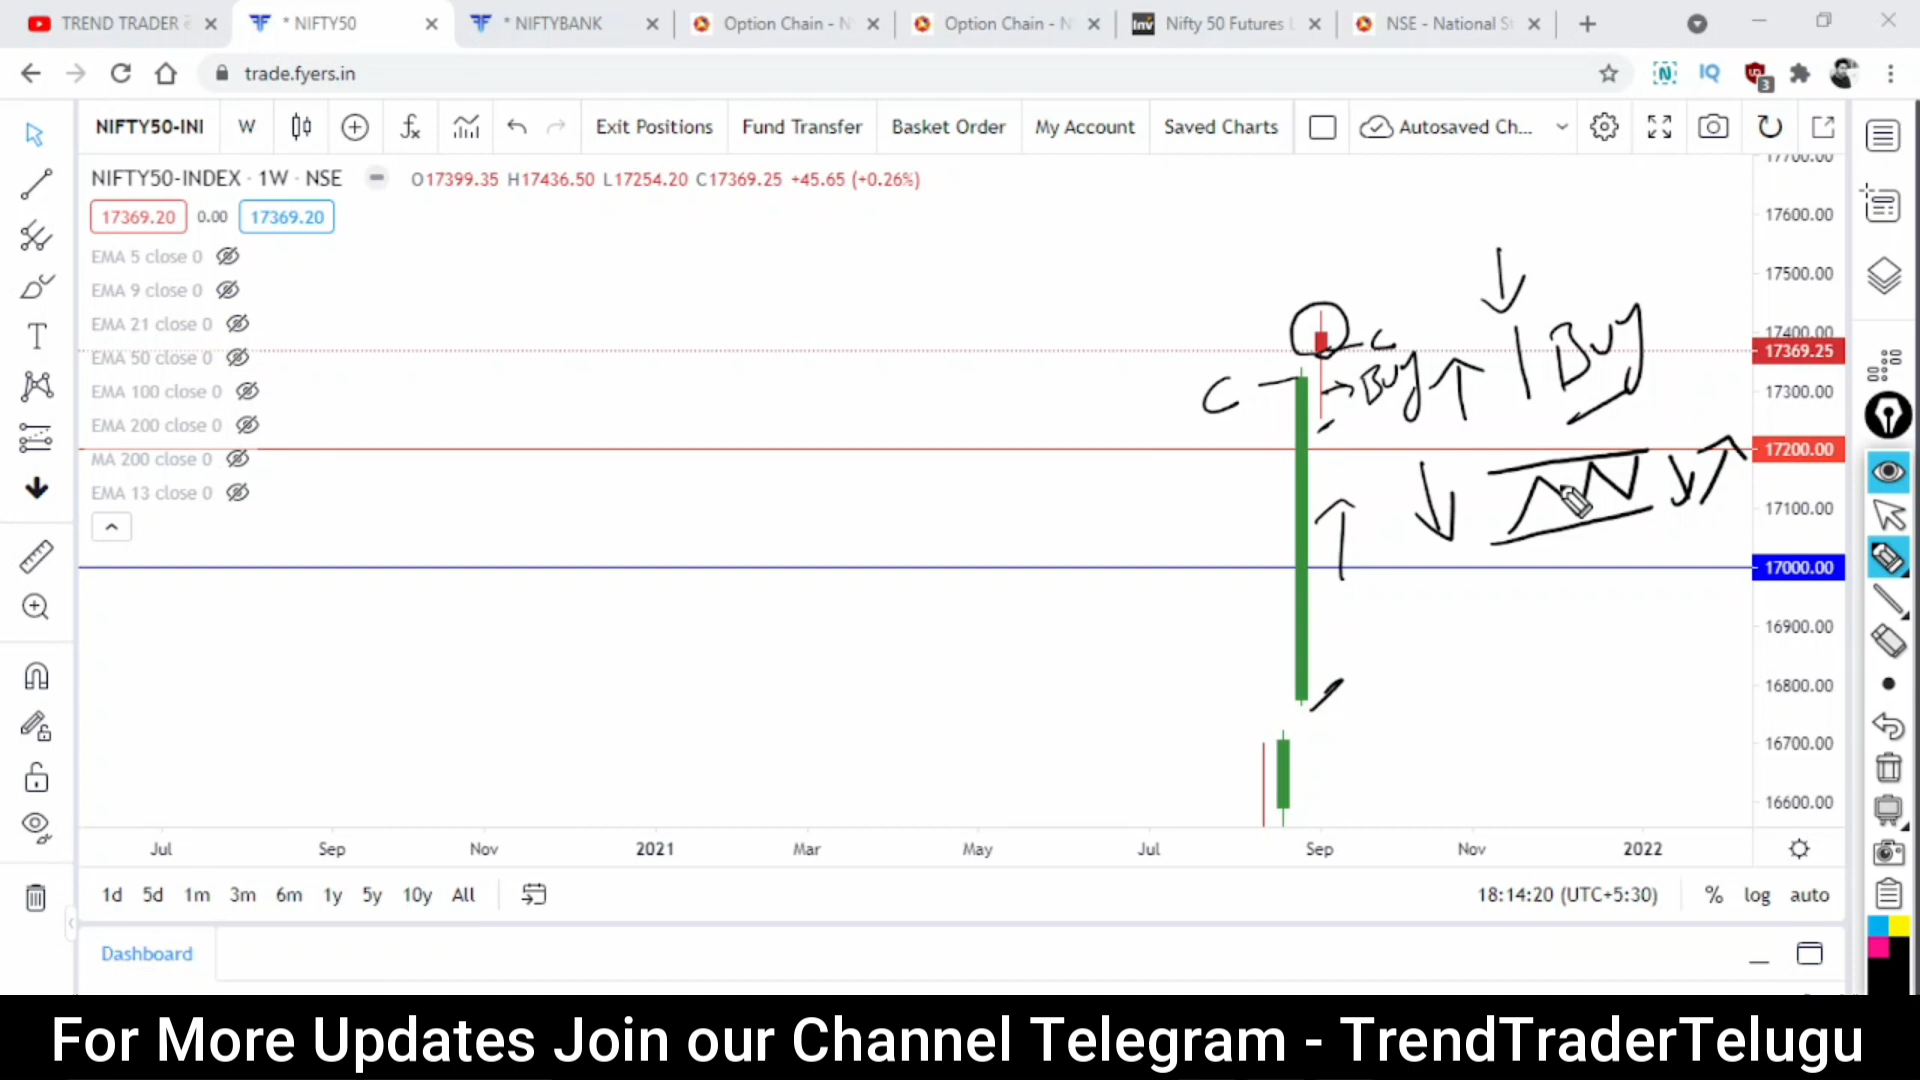 TREND TRADER
* NIFTY50
* NIFTYBANK
Option Chain - N
Option Chain - N
Inv Nifty 50 Futures
NSE - National St
trade.fyers.in
IQ
3
NIFTY50-INI W Exit Positions Fund Transfer Basket Order My Account Saved Charts Autosaved Ch...
NIFTY50-INDEX · 1W · NSE O17399.35 H17436.50 L17254.20 C17369.25 +45.65 (+0.26%)
17369.20 0.00 17369.20
EMA 5 close 0
EMA 9 close 0
EMA 21 close 0
EMA 50 close 0
EMA 100 close 0
EMA 200 close 0
MA 200 close 0
EMA 13 close 0
17700.00
17600.00
17500.00
17400.00
17369.25
17300.00
17200.00
17100.00
17000.00
16900.00
16800.00
16700.00
16600.00
C
C
Buy
Buy
Jul Sep Nov 2021 Mar May Jul Sep Nov 2022
1d 5d 1m 3m 6m 1y 5y 10y All 18:14:20 (UTC+5:30) % log auto
Dashboard
For More Updates Join our Channel Telegram - TrendTraderTelugu